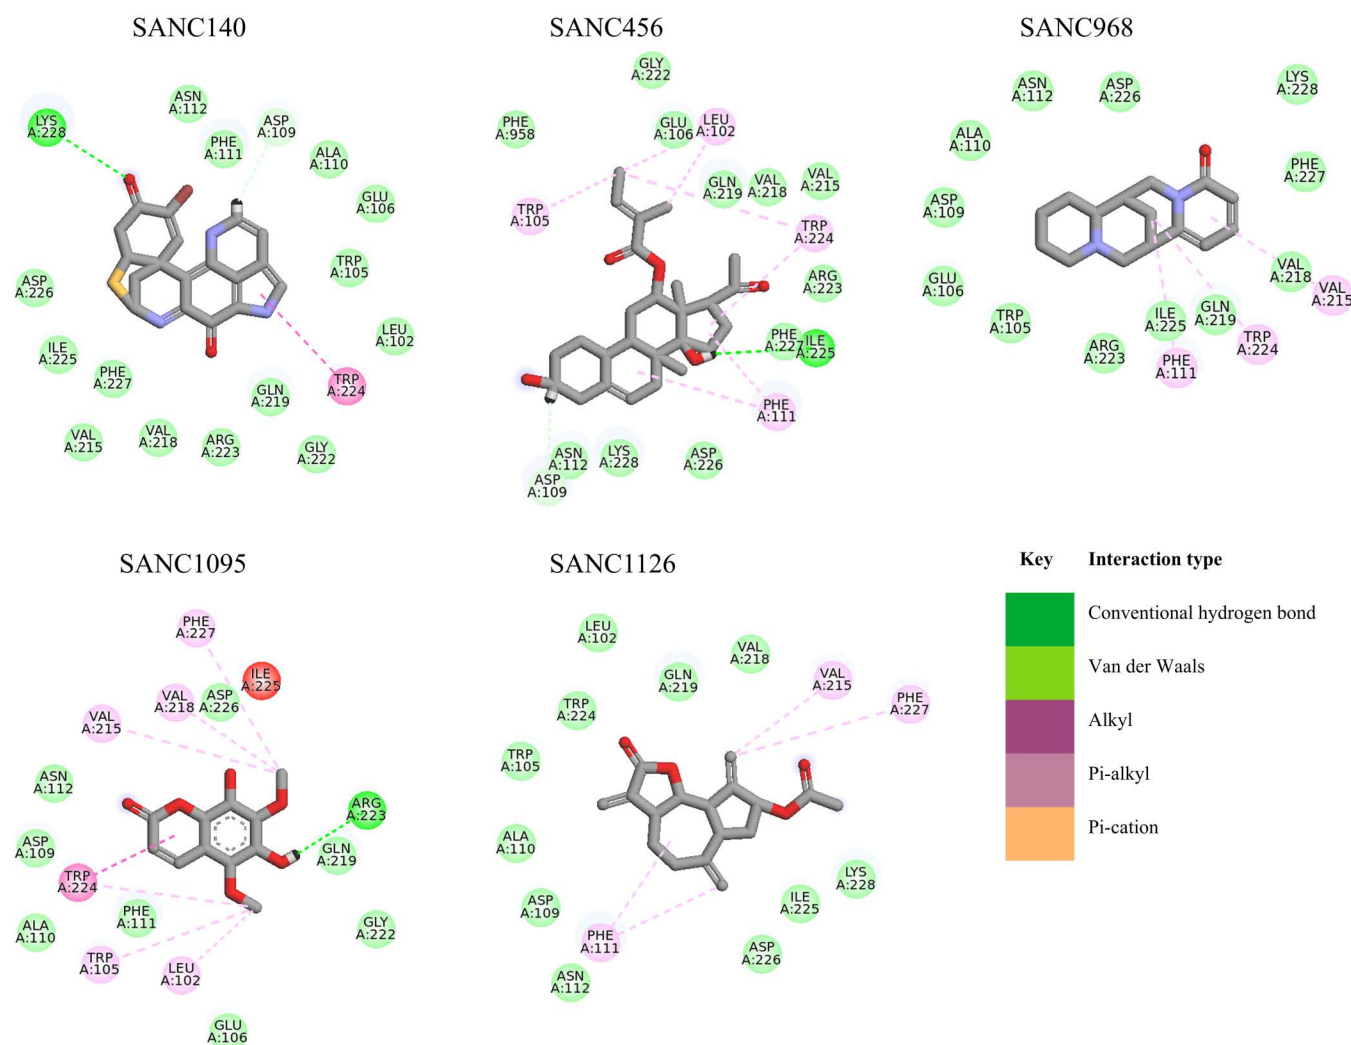 SANC140
LYS
A:228
ASN
A:112
PHE
A:111
ASP
A:109
ALA
A:110
GLU
A:106
TRP
A:105
LEU
A:102
TRP
A:224
GLN
A:219
GLY
A:222
ARG
A:223
VAL
A:218
VAL
A:215
PHE
A:227
ILE
A:225
ASP
A:226
SANC456
GLY
A:222
PHE
A:958
GLU
A:106
LEU
A:102
GLN
A:219
VAL
A:218
VAL
A:215
TRP
A:105
TRP
A:224
ARG
A:223
PHE
A:227
ILE
A:225
PHE
A:111
ASP
A:226
LYS
A:228
ASN
A:112
ASP
A:109
SANC968
ASN
A:112
ASP
A:226
LYS
A:228
ALA
A:110
PHE
A:227
ASP
A:109
GLU
A:106
VAL
A:218
VAL
A:215
TRP
A:105
ILE
A:225
GLN
A:219
TRP
A:224
ARG
A:223
PHE
A:111
SANC1095
PHE
A:227
ILE
A:225
VAL
A:218
ASP
A:226
VAL
A:215
ASN
A:112
ARG
A:223
ASP
A:109
GLN
A:219
TRP
A:224
PHE
A:111
ALA
A:110
GLY
A:222
TRP
A:105
LEU
A:102
GLU
A:106
SANC1126
LEU
A:102
VAL
A:218
GLN
A:219
VAL
A:215
PHE
A:227
TRP
A:224
TRP
A:105
ALA
A:110
ASP
A:109
PHE
A:111
ASN
A:112
LYS
A:228
ILE
A:225
ASP
A:226
Key Interaction type
Conventional hydrogen bond
Van der Waals
Alkyl
Pi-alkyl
Pi-cation